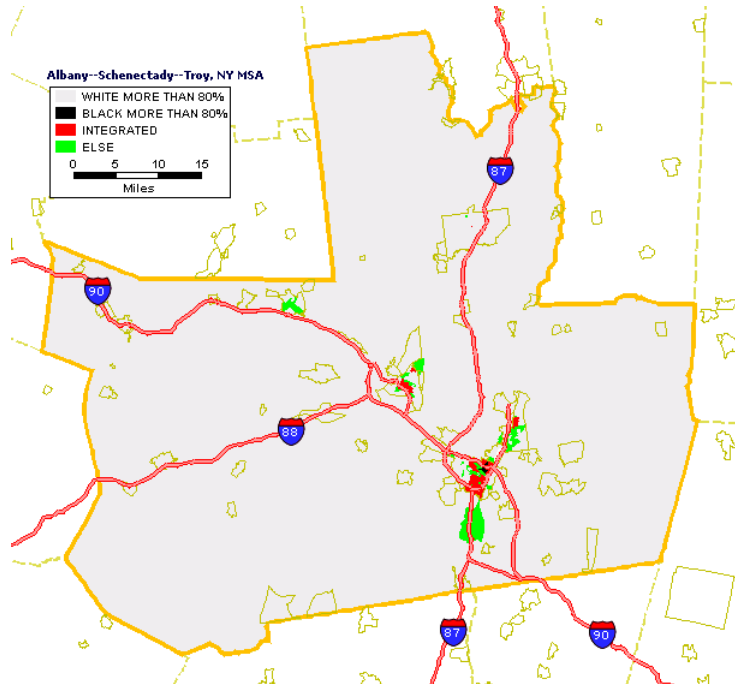 Albany--Schenectady--Troy, NY MSA
WHITE MORE THAN 80%
BLACK MORE THAN 80%
INTEGRATED
ELSE
0 5 10 15
Miles
87
90
88
87
90